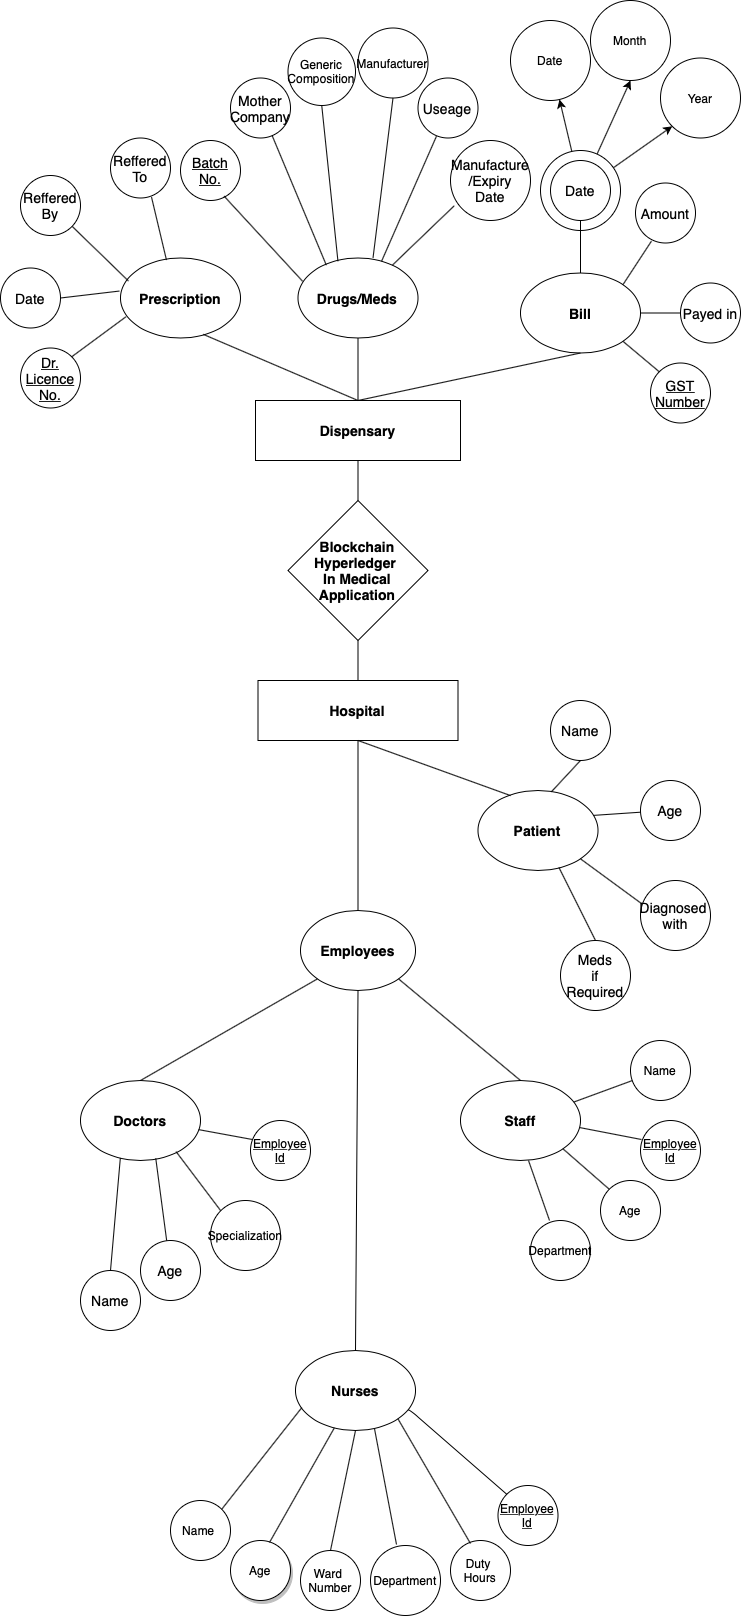 Date
Month
Year
Generic
Composition
Manufacturer
Mother
Company
Useage
Reffered
To
Batch
No.
Manufacture
/Expiry
Date
Date
Reffered
By
Amount
Date
Prescription
Drugs/Meds
Bill
Payed in
Dr.
Licence
No.
GST
Number
Dispensary
Blockchain
Hyperledger
In Medical
Application
Hospital
Name
Patient
Age
Diagnosed
with
Meds
if
Required
Employees
Name
Doctors
Employee
Id
Staff
Employee
Id
Specialization
Age
Name
Age
Department
Nurses
Name
Age
Ward
Number
Department
Duty
Hours
Employee
Id